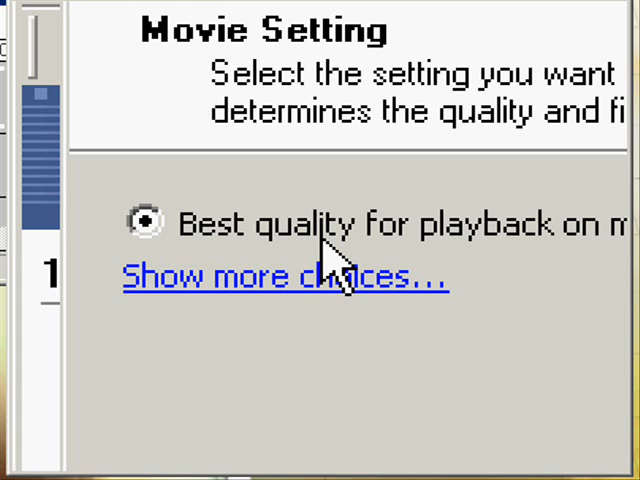 Movie Setting
Select the setting you want
determines the quality and
Best quality for playback on
Show more choices...
1